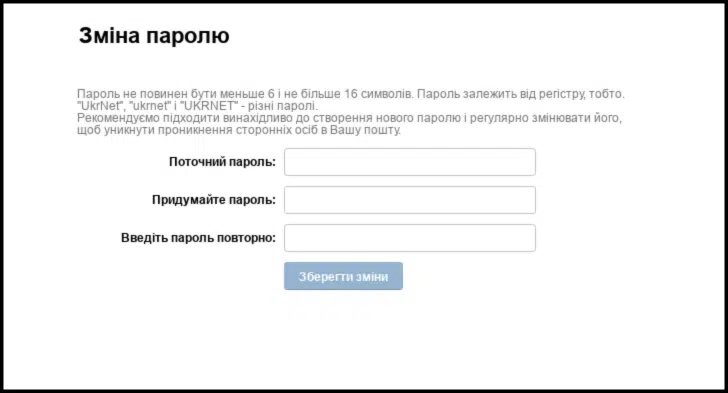 Зміна паролю
Пароль не повинен бути меньше 6 і не більше 16 символів. Пароль залежить від регістру, тобто.
"UkrNet", "ukrnet" і "UKRNET" - різні паролі.
Рекомендуємо підходити винахідливо до створення нового паролю і регулярно змінювати його,
щоб уникнути проникнення сторонніх осіб в Вашу пошту.
Поточний пароль:
Придумайте пароль:
Введіть пароль повторно:
Зберегти зміни